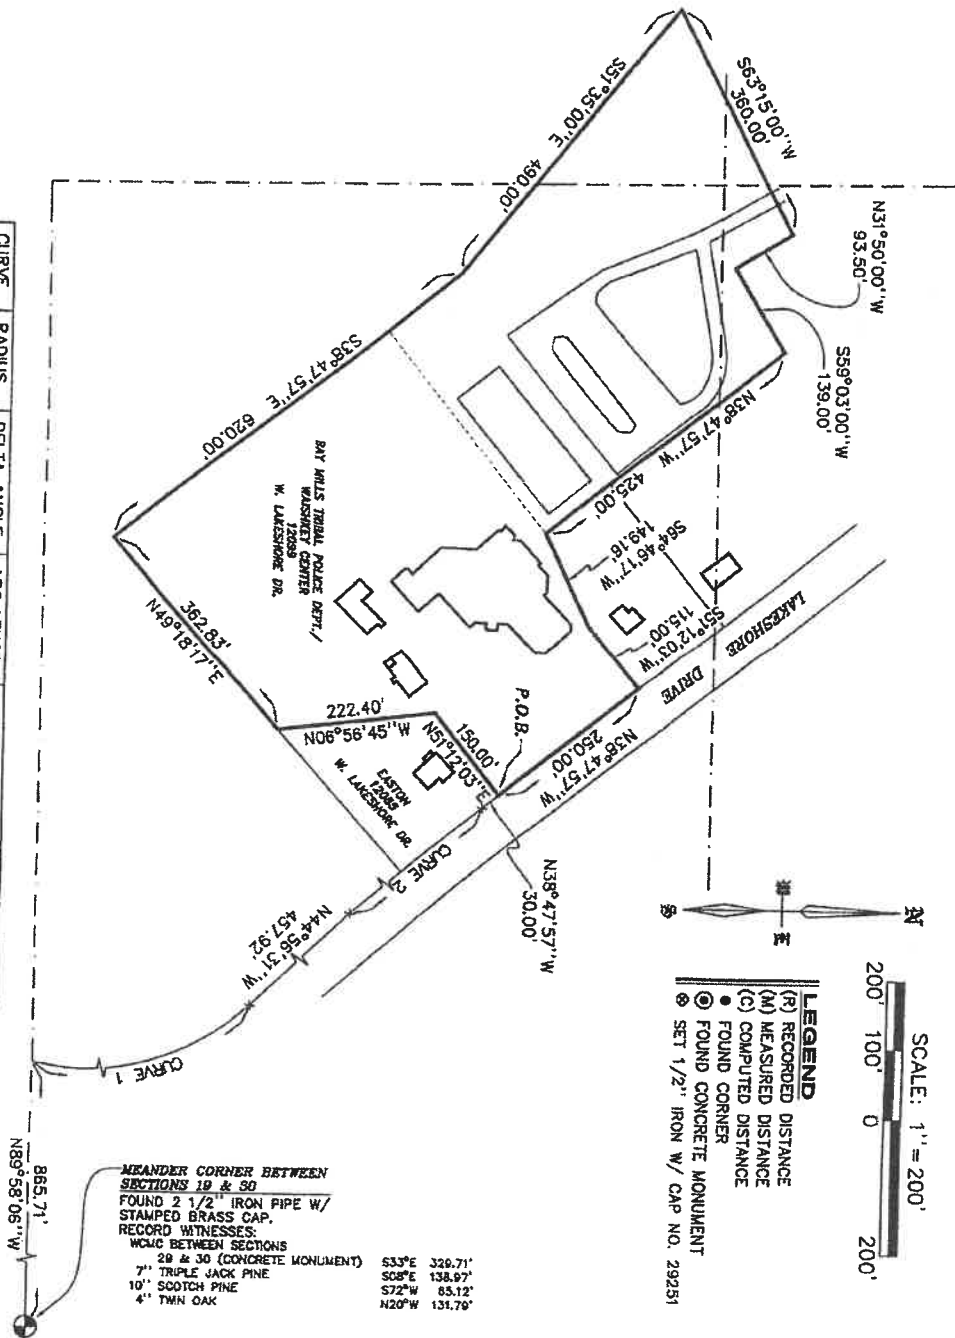 S63°15'00"W
360.00'
N31°50'00"W
93.50'
S59°03'00"W
139.00'
S51°35'00"E
490.00'
N38°47'57"W
425.00'
S64°46'17"W
149.16'
S51°12'03"W
115.00'
LAKESHORE DRIVE
S38°47'57"E
620.00'
BAY MILLS TRIBAL POLICE DEPT./
WAISHKEY CENTER
12099
W. LAKESHORE DR.
P.O.B.
N38°47'57"W
250.00'
N38°47'57"W
30.00'
362.83'
N49°18'17"E
222.40'
N06°56'45"W
150.00'
N51°12'03"E
EASTON
12085
W. LAKESHORE DR.
CURVE 2
N44°56'31"W
457.92'
CURVE 1
N
E
S
SCALE: 1"= 200'
200' 100' 0 200'
LEGEND
(R) RECORDED DISTANCE
(M) MEASURED DISTANCE
(C) COMPUTED DISTANCE
FOUND CORNER
FOUND CONCRETE MONUMENT
SET 1/2" IRON W/ CAP NO. 29251
MEANDER CORNER BETWEEN
SECTIONS 19 & 30
FOUND 2 1/2" IRON PIPE W/
STAMPED BRASS CAP.
RECORD WITNESSES:
WCMC BETWEEN SECTIONS
29 & 30 (CONCRETE MONUMENT) S33°E 329.71'
7" TRIPLE JACK PINE S08°E 138.97'
10" SCOTCH PINE S72°W 83.12'
4" TWIN OAK N20°W 131.79'
865.71'
N89°58'06"W
CURVE RADIUS DELTA ANGLE